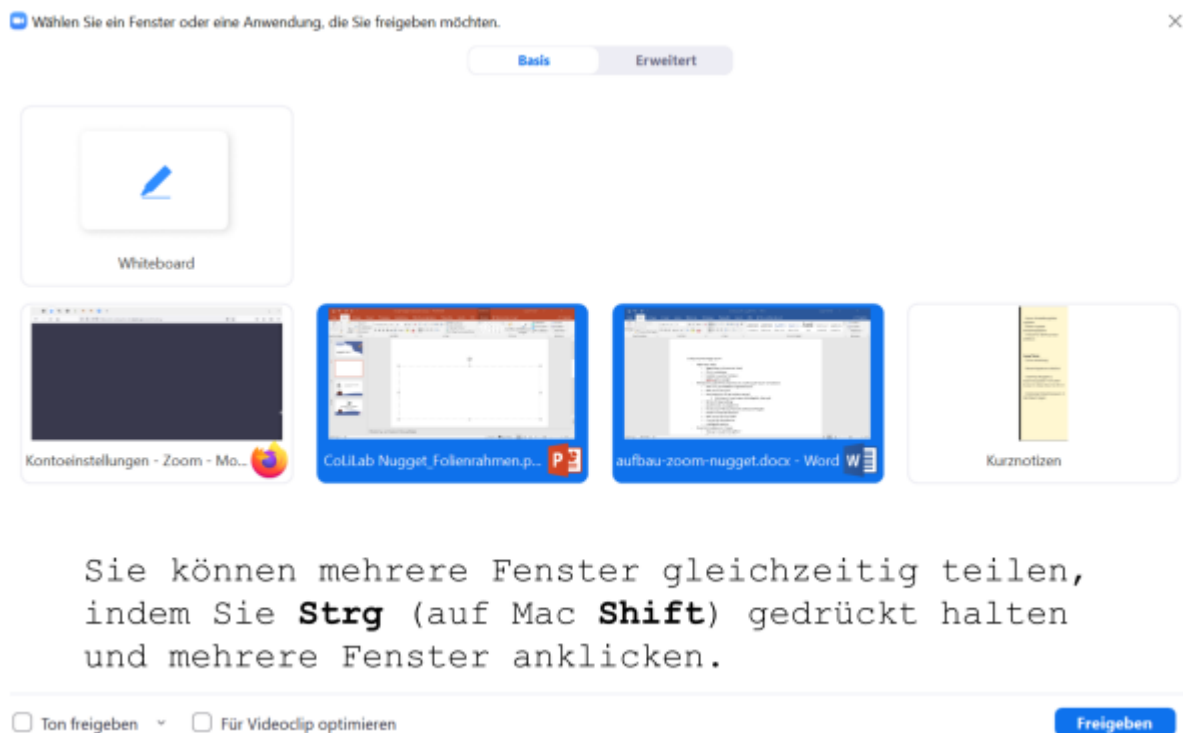 Wählen Sie ein Fenster oder eine Anwendung, die Sie freigeben möchten.
Basis
Erweitert
Whiteboard
Kontoeinstellungen - Zoom - Mo...
CoLiLab Nugget_Folienrahmen.p...
aufbau-zoom-nugget.docx - Word
Kurznotizen
Sie können mehrere Fenster gleichzeitig teilen,
indem Sie Strg (auf Mac Shift) gedrückt halten
und mehrere Fenster anklicken.
Ton freigeben
Für Videoclip optimieren
Freigeben